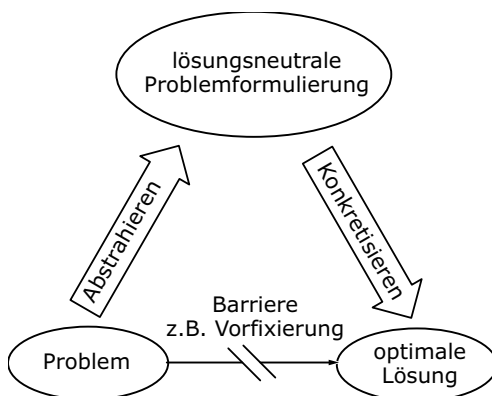 lösungsneutrale
Problemformulierung
Abstrahieren
Konkretisieren
Barriere
z.B. Vorfixierung
Problem
optimale
Lösung